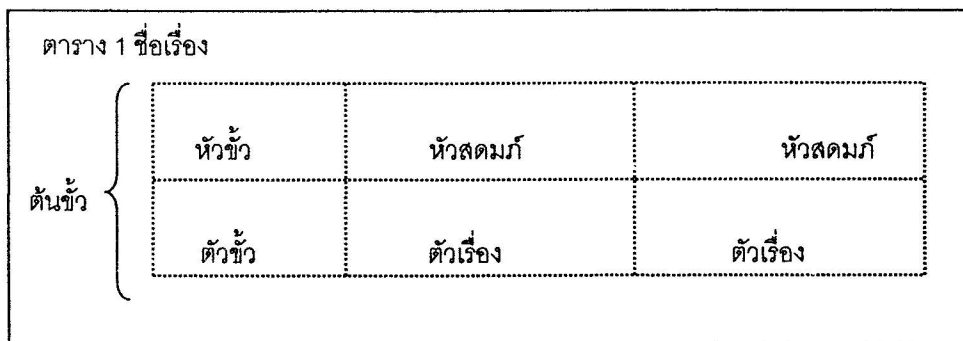 ตาราง 1 ชื่อเรื่อง
หัวขั้ว หัวสดมภ์ หัวสดมภ์
ต้นขั้ว
ตัวขั้ว ตัวเรื่อง ตัวเรื่อง